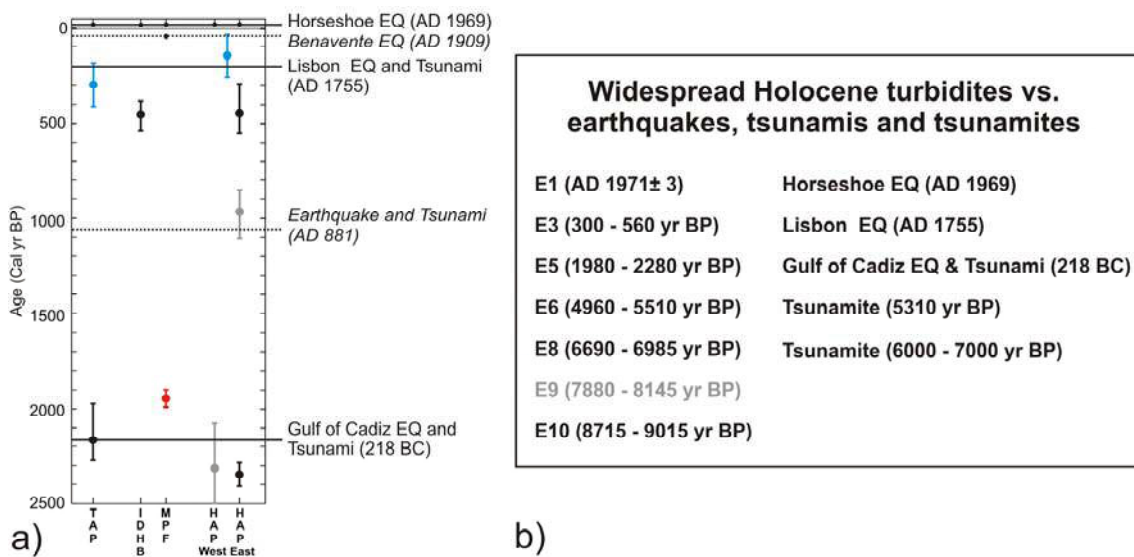 Horseshoe EQ (AD 1969)
Benavente EQ (AD 1909)
Lisbon EQ and Tsunami
(AD 1755)
Earthquake and Tsunami
(AD 881)
Gulf of Cadiz EQ and
Tsunami (218 BC)
Age (Cal yr BP)
0
500
1000
1500
2000
2500
TAP
IDHB
MPF
HAP
HAP
West East
a)
Widespread Holocene turbidites vs.
earthquakes, tsunamis and tsunamites
E1 (AD 1971± 3) Horseshoe EQ (AD 1969)
E3 (300 - 560 yr BP) Lisbon EQ (AD 1755)
E5 (1980 - 2280 yr BP) Gulf of Cadiz EQ & Tsunami (218 BC)
E6 (4960 - 5510 yr BP) Tsunamite (5310 yr BP)
E8 (6690 - 6985 yr BP) Tsunamite (6000 - 7000 yr BP)
E9 (7880 - 8145 yr BP)
E10 (8715 - 9015 yr BP)
b)